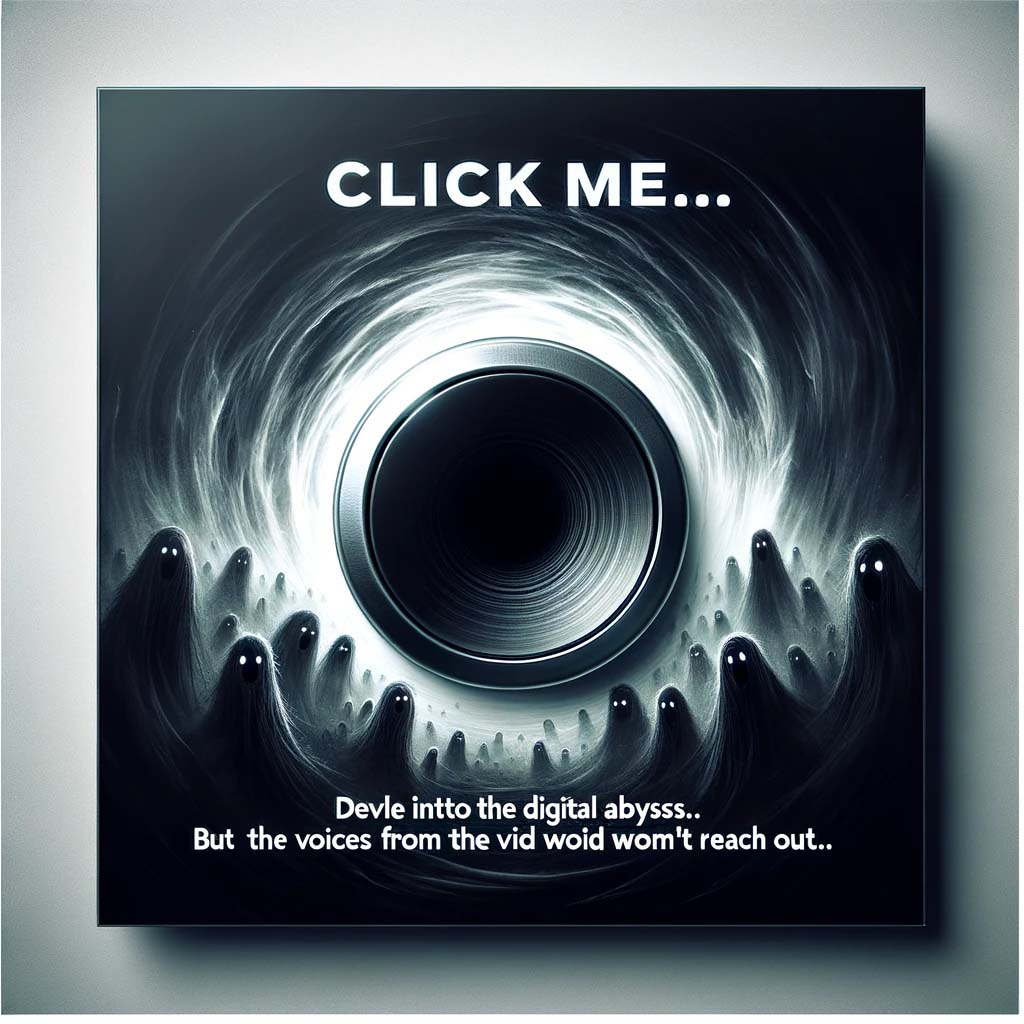 CLICK ME...
Devle intto the digital abysss..
But the voices from the vid woid wom't reach out..